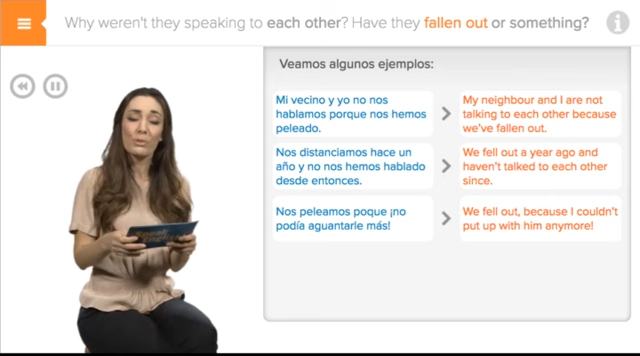 Why weren't they speaking to each other? Have they fallen out or something?
Veamos algunos ejemplos:
Mi vecino y yo no nos
hablamos porque nos hemos
peleado.
My neighbour and I are not
talking to each other because
we've fallen out.
Nos distanciamos hace un
año y no nos hemos hablado
desde entonces.
We fell out a year ago and
haven't talked to each other
since.
Nos peleamos poque ¡no
podía aguantarle más!
We fell out, because I couldn't
put up with him anymore!